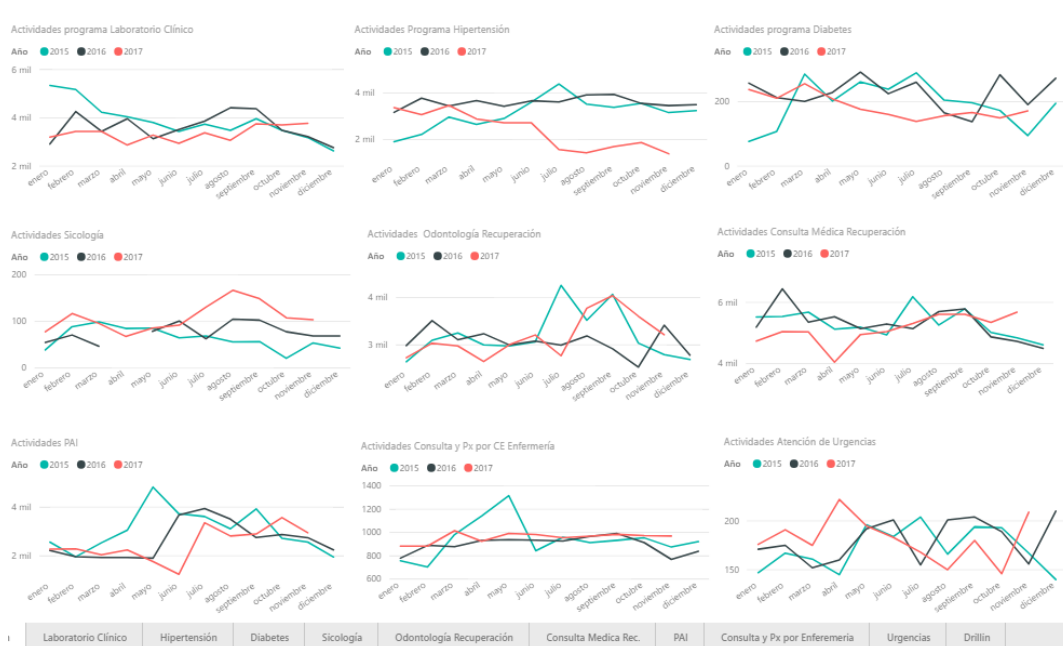 Actividades programa Laboratorio Clínico
Año 2015 2016 2017
6 mil
4 mil
2 mil
enero febrero marzo abril mayo junio julio agosto septiembre octubre noviembre diciembre
Actividades Programa Hipertensión
Año 2015 2016 2017
4 mil
2 mil
enero febrero marzo abril mayo junio julio agosto septiembre octubre noviembre diciembre
Actividades programa Diabetes
Año 2015 2016 2017
200
0
enero febrero marzo abril mayo junio julio agosto septiembre octubre noviembre diciembre
Actividades Sicología
Año 2015 2016 2017
200
100
0
enero febrero marzo abril mayo junio julio agosto septiembre octubre noviembre diciembre
Actividades Odontología Recuperación
Año 2015 2016 2017
4 mil
3 mil
enero febrero marzo abril mayo junio julio agosto septiembre octubre noviembre diciembre
Actividades Consulta Médica Recuperación
Año 2015 2016 2017
6 mil
4 mil
enero febrero marzo abril mayo junio julio agosto septiembre octubre noviembre diciembre
Actividades PAI
Año 2015 2016 2017
4 mil
2 mil
enero febrero marzo abril mayo junio julio agosto septiembre octubre noviembre diciembre
Actividades Consulta y Px por CE Enfermería
Año 2015 2016 2017
1400
1200
1000
800
600
enero febrero marzo abril mayo junio julio agosto septiembre octubre noviembre diciembre
Actividades Atención de Urgencias
Año 2015 2016 2017
200
150
enero febrero marzo abril mayo junio julio agosto septiembre octubre noviembre diciembre
Laboratorio Clínico Hipertensión Diabetes Sicología Odontología Recuperación Consulta Medica Rec. PAI Consulta y Px por Enferemeria Urgencias Drillin